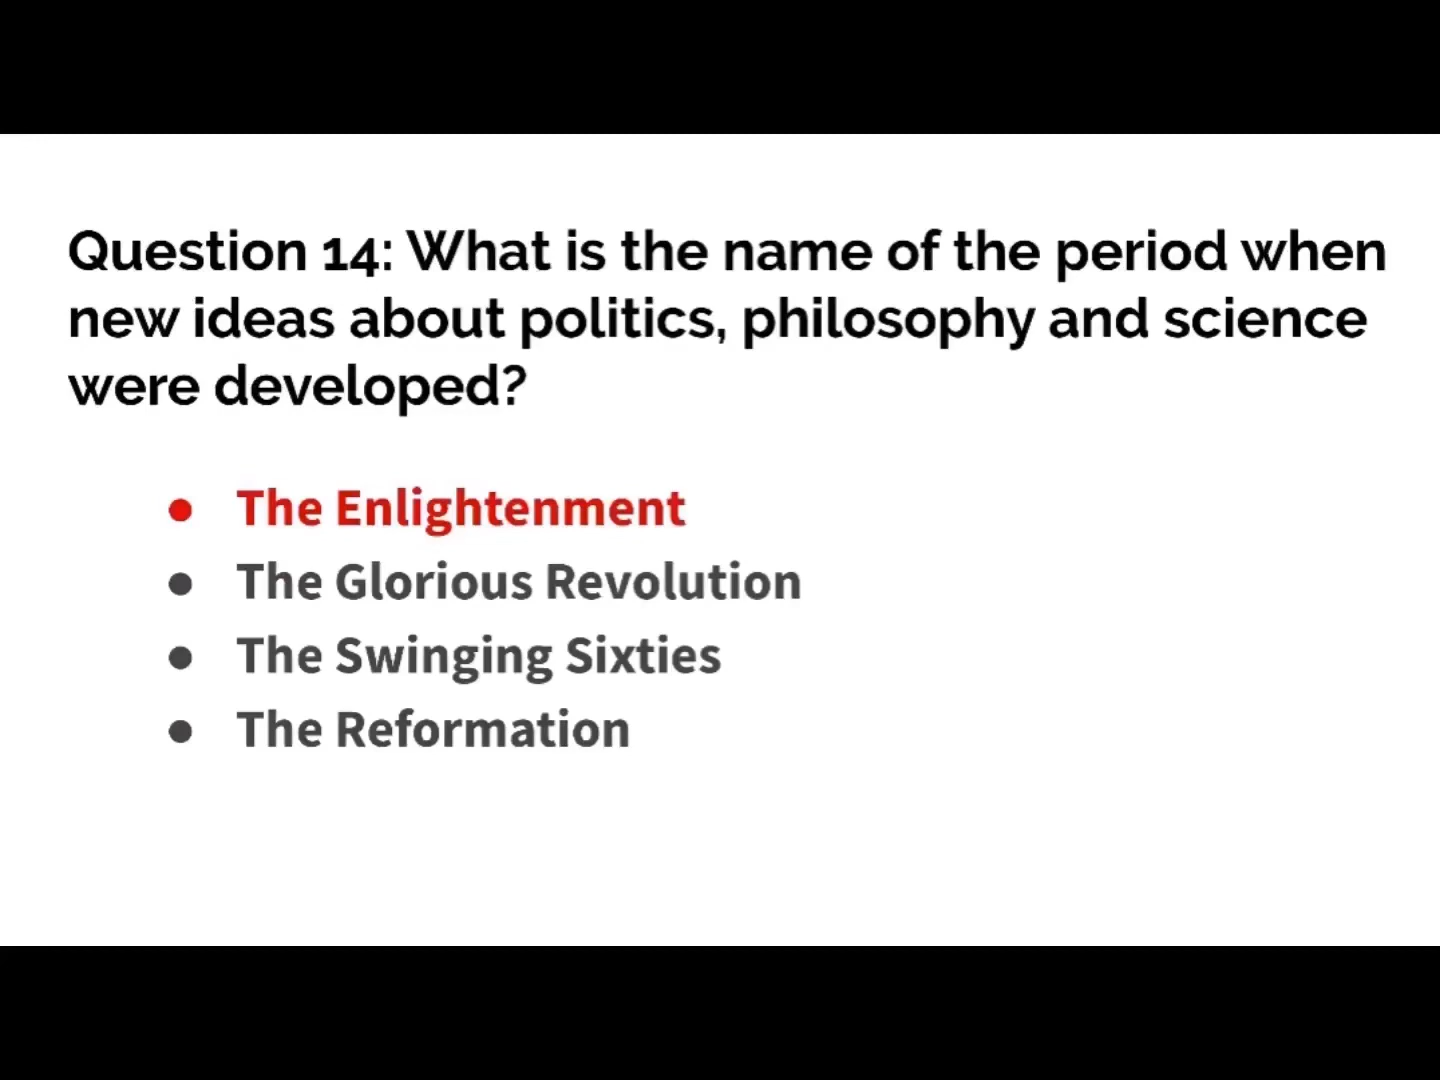 Question 14: What is the name of the period when
new ideas about politics, philosophy and science
were developed?
● The Enlightenment
● The Glorious Revolution
● The Swinging Sixties
● The Reformation